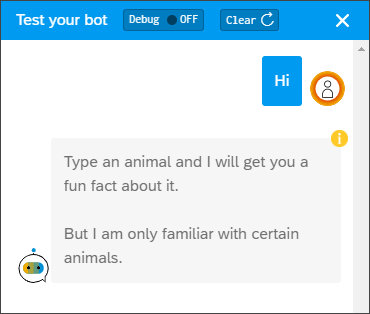 Test your bot Debug OFF Clear
Hi
i
Type an animal and I will get you a
fun fact about it.
But I am only familiar with certain
animals.